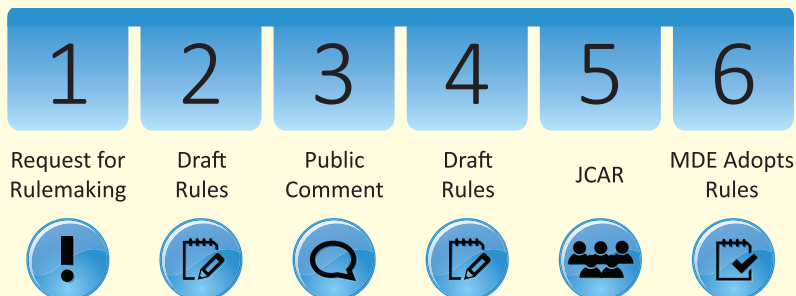 1 2 3 4 5 6
Request for Rulemaking
Draft Rules
Public Comment
Draft Rules
JCAR
MDE Adopts Rules